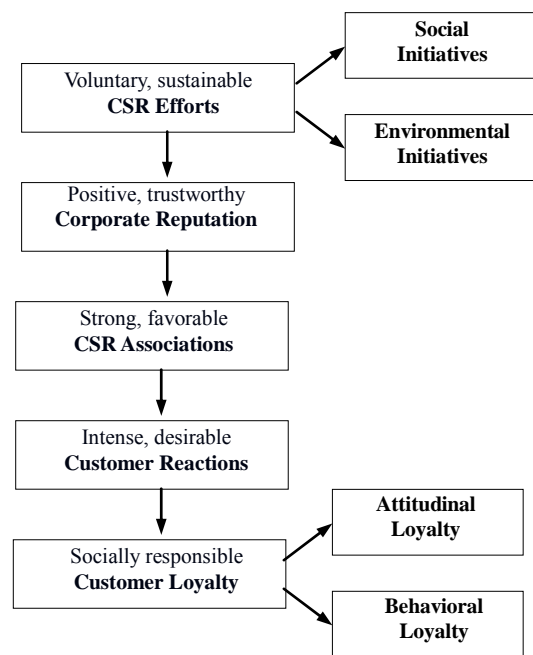 Social
Initiatives
Voluntary, sustainable
CSR Efforts
Environmental
Initiatives
Positive, trustworthy
Corporate Reputation
Strong, favorable
CSR Associations
Intense, desirable
Customer Reactions
Attitudinal
Loyalty
Socially responsible
Customer Loyalty
Behavioral
Loyalty